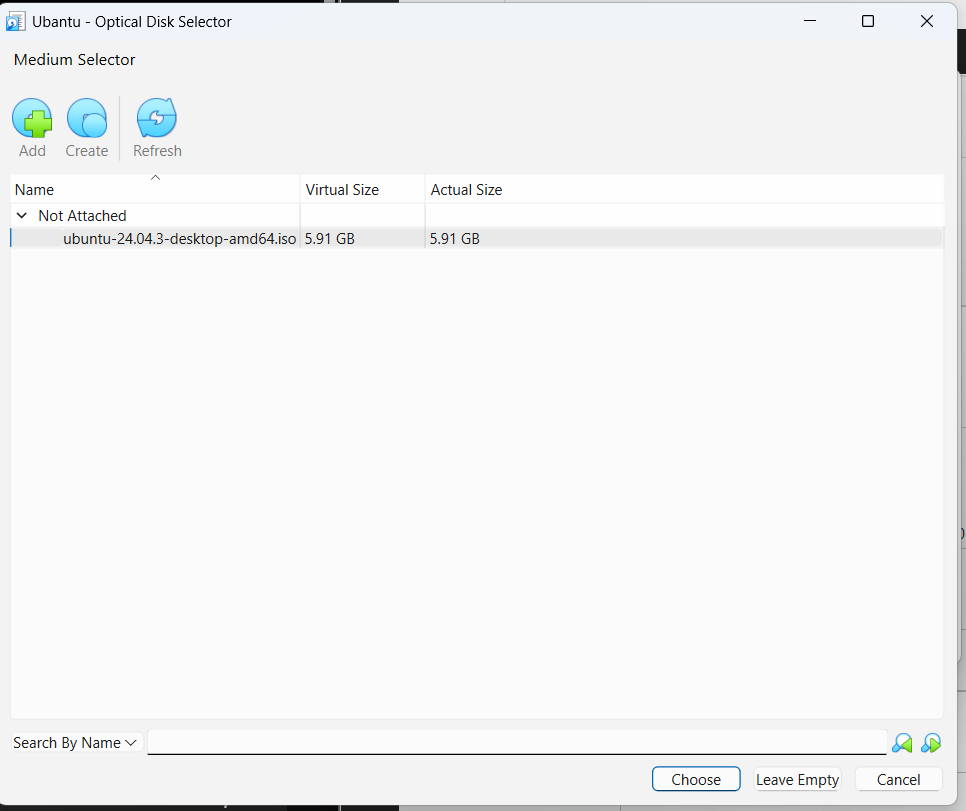 Ubantu - Optical Disk Selector
Medium Selector
Add Create Refresh
Name Virtual Size Actual Size
Not Attached
ubuntu-24.04.3-desktop-amd64.iso 5.91 GB 5.91 GB
Search By Name
Choose Leave Empty Cancel